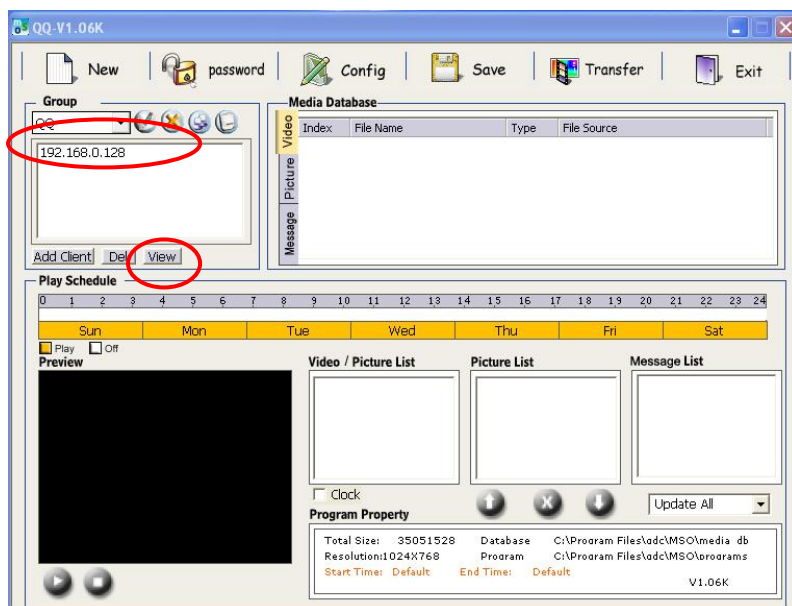 QQ-V1.06K
New password Config Save Transfer Exit
Group
QQ
192.168.0.128
Add Client Del View
Media Database
Video
Picture
Message
Index File Name Type File Source
Play Schedule
0 1 2 3 4 5 6 7 8 9 10 11 12 13 14 15 16 17 18 19 20 21 22 23 24
Sun Mon Tue Wed Thu Fri Sat
Play Off
Preview
Video / Picture List
Picture List
Message List
Clock
Update All
Program Property
Total Size: 35051528 Database C:\Program Files\adc\MSO\media db
Resolution:1024X768 Program C:\Program Files\adc\MSO\programs
Start Time: Default End Time: Default
V1.06K